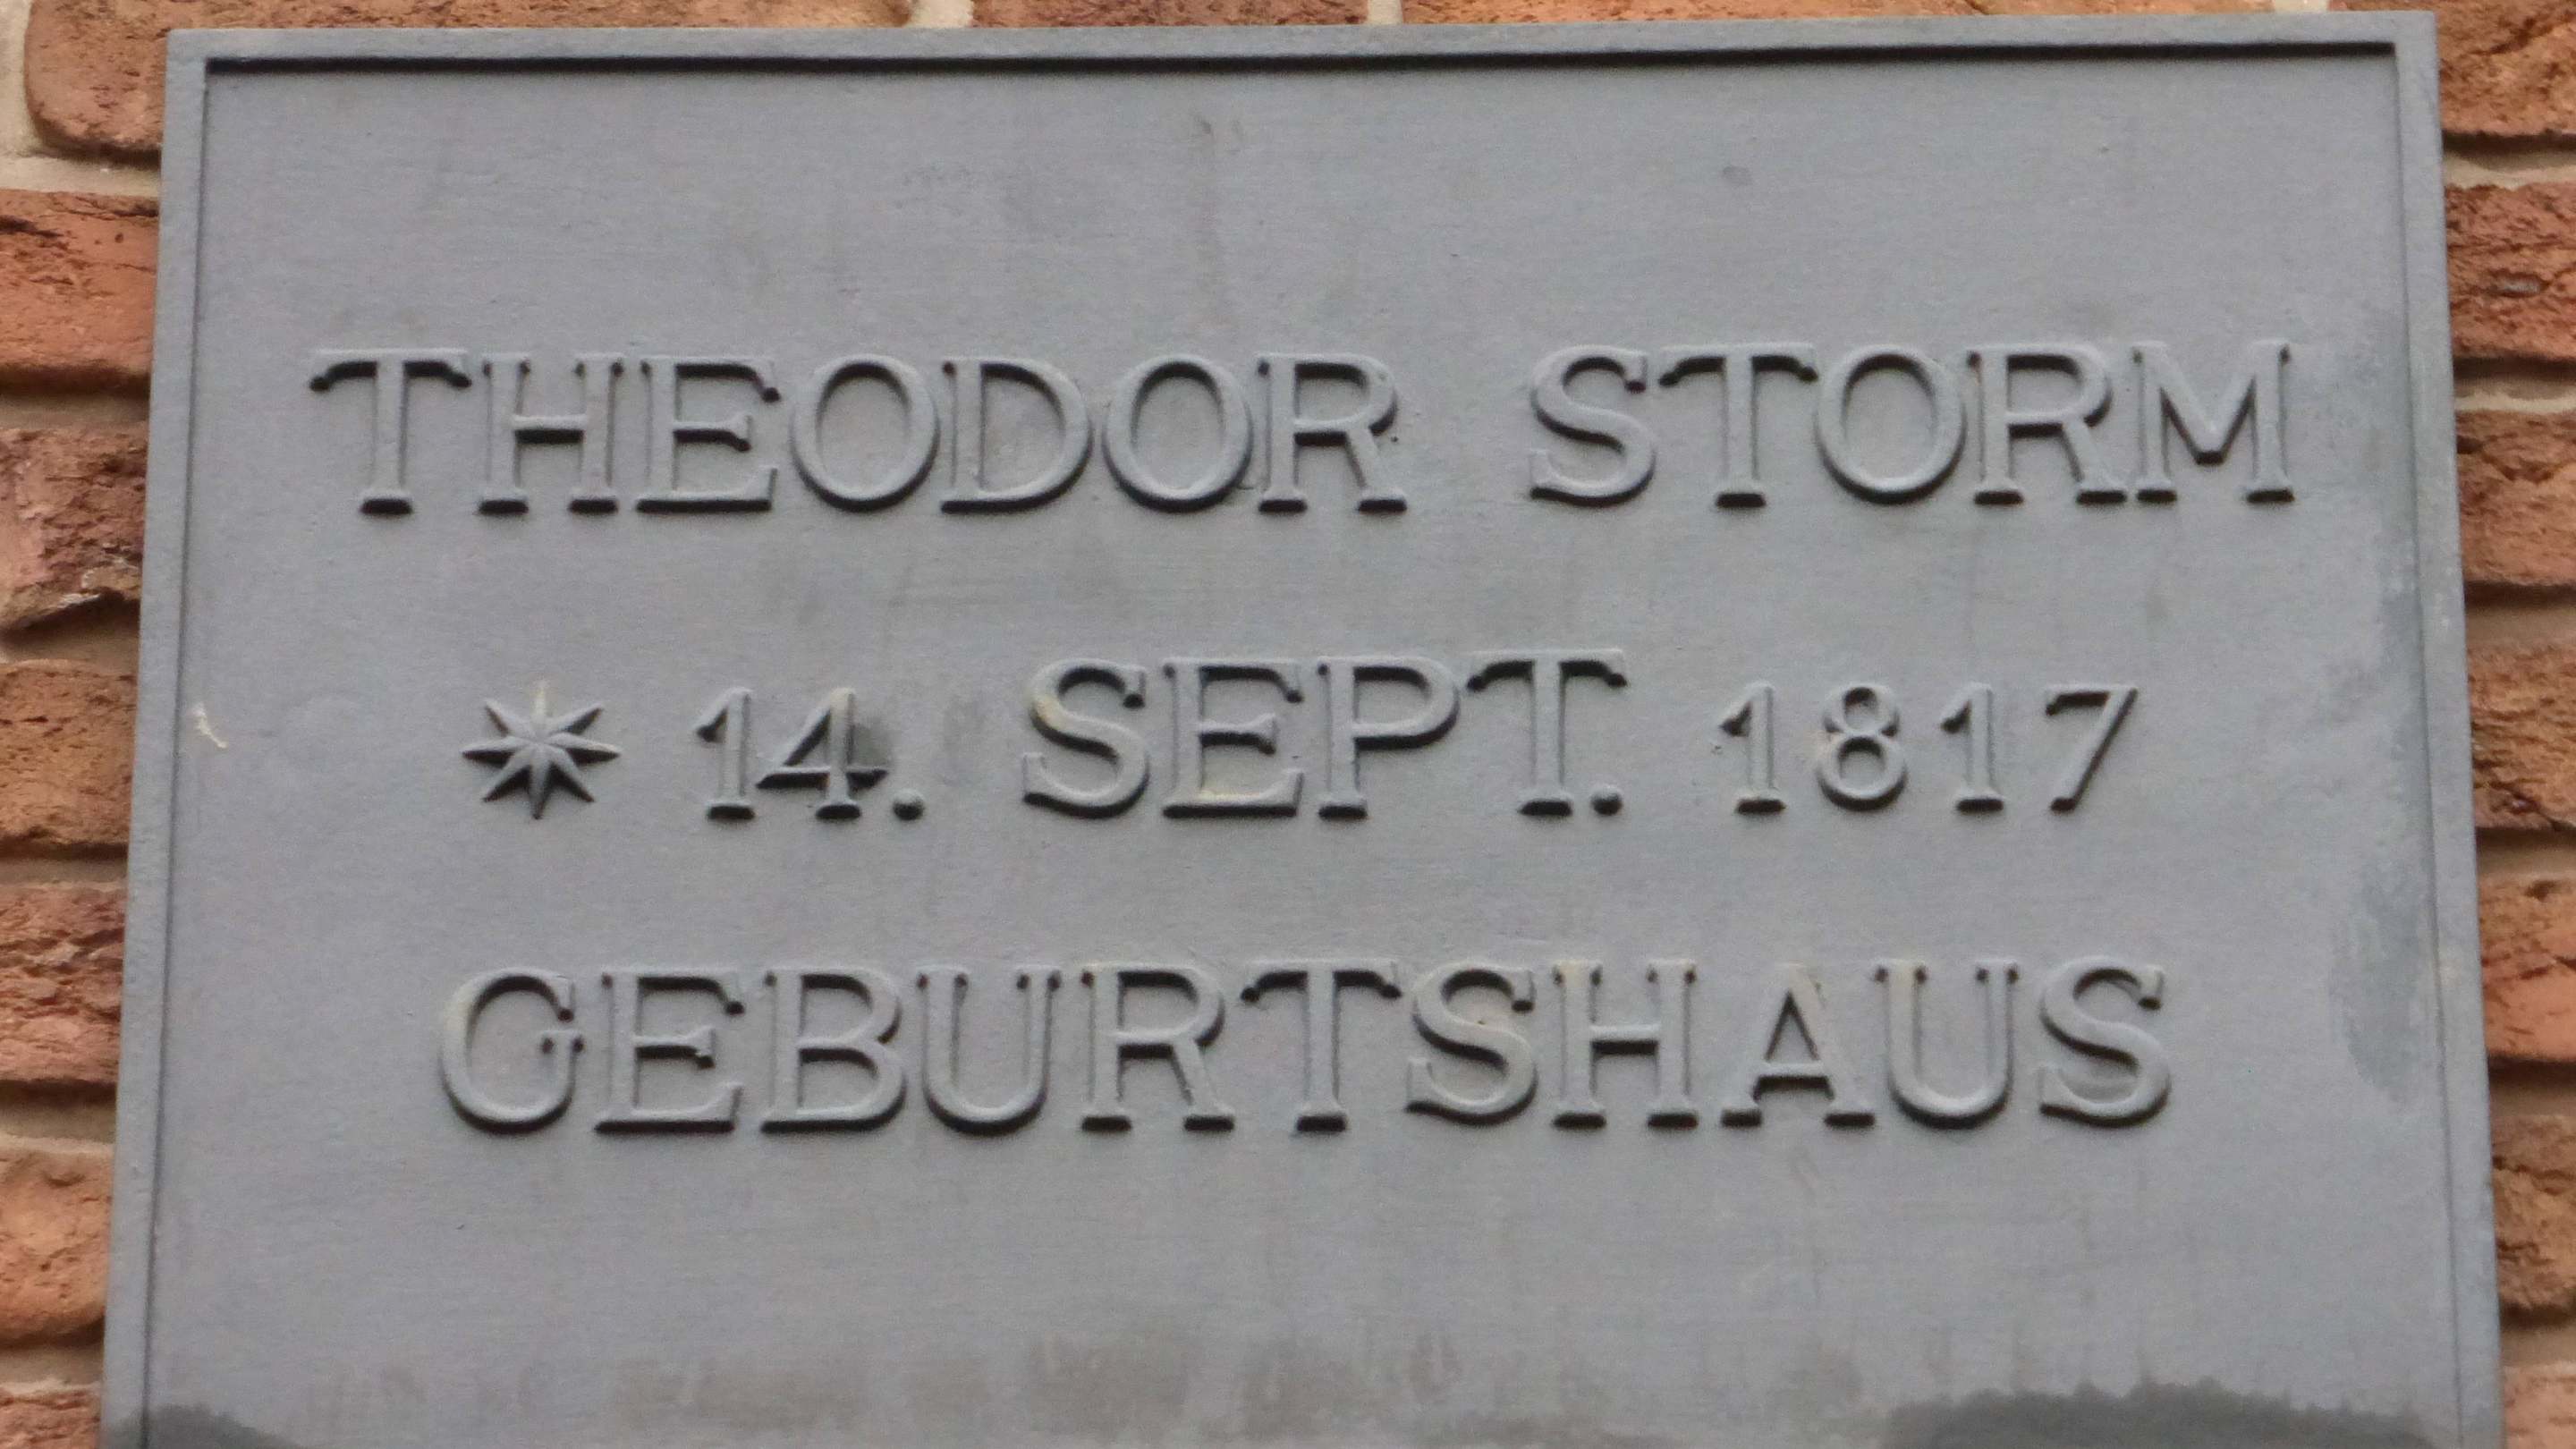 THEODOR STORM
* 14. SEPT. 1817
GEBURTSHAUS